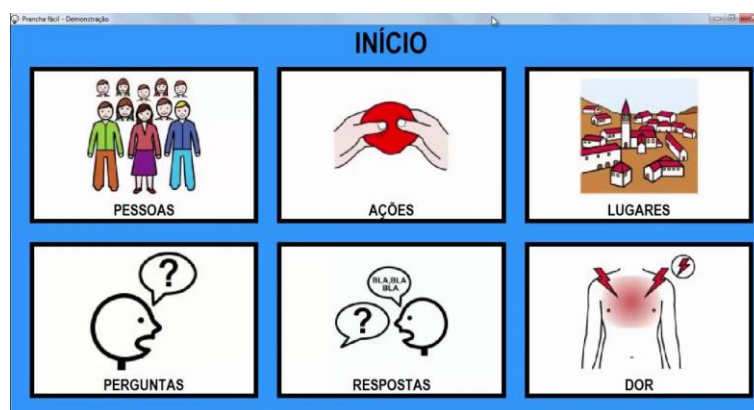 Prancha fácil - Demonstração
INÍCIO
PESSOAS
AÇÕES
LUGARES
?
BLA,BLA
BLA
?
PERGUNTAS
RESPOSTAS
DOR